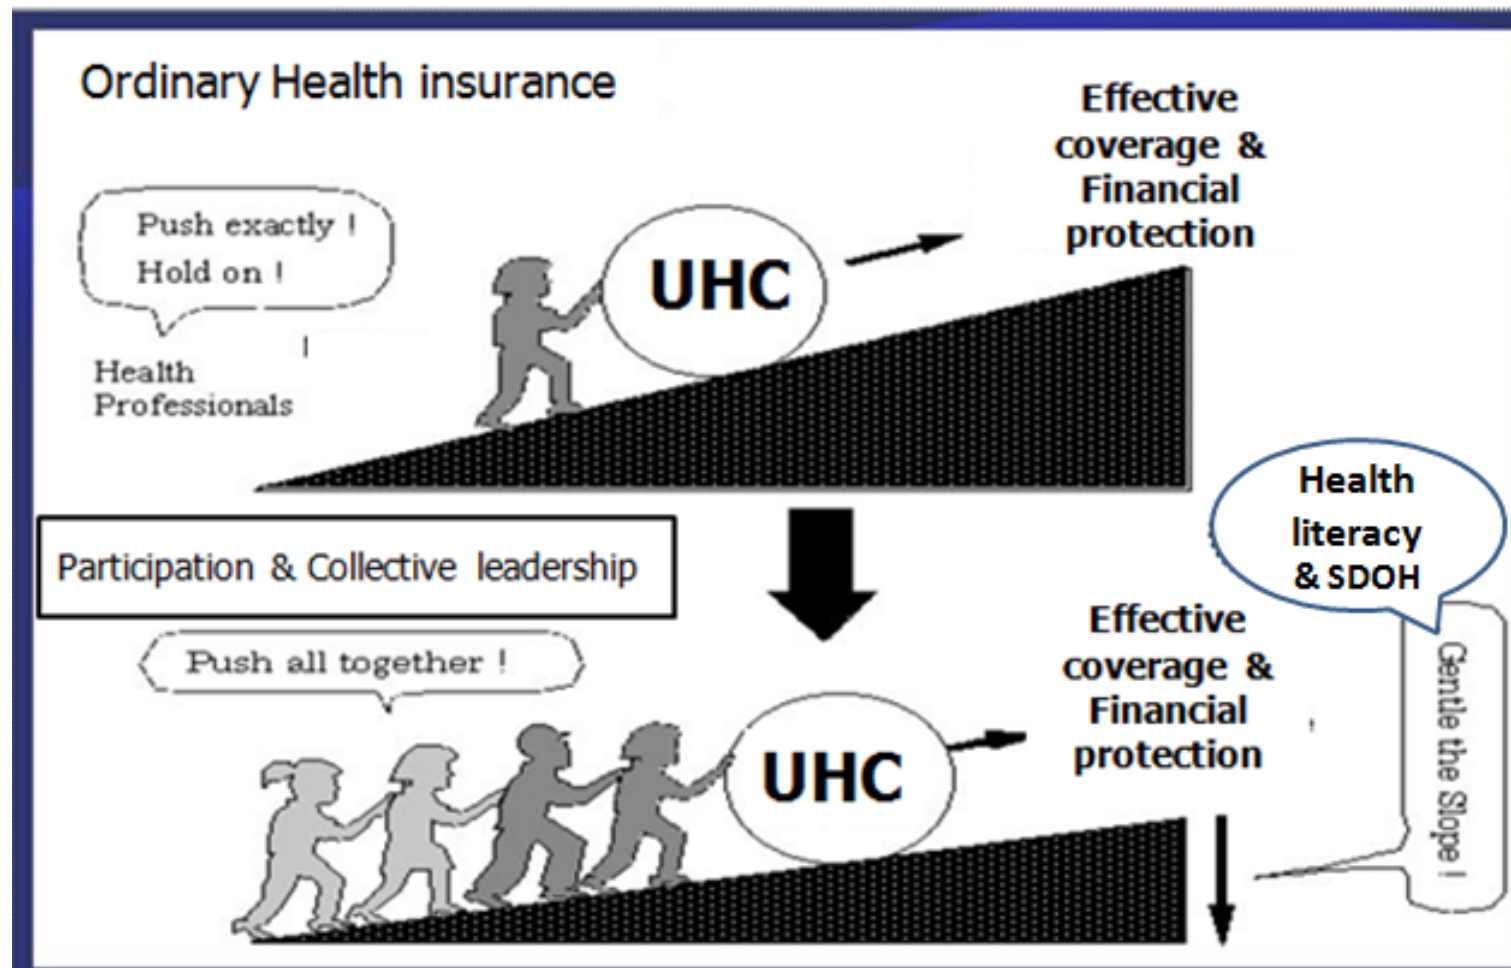 Ordinary Health insurance
Effective
coverage &
Financial
protection
Push exactly !
Hold on !
UHC
Health
Professionals
Health
literacy
& SDOH
Participation & Collective leadership
Effective
coverage &
Financial
protection
Push all together !
Gentle the Slope !
UHC